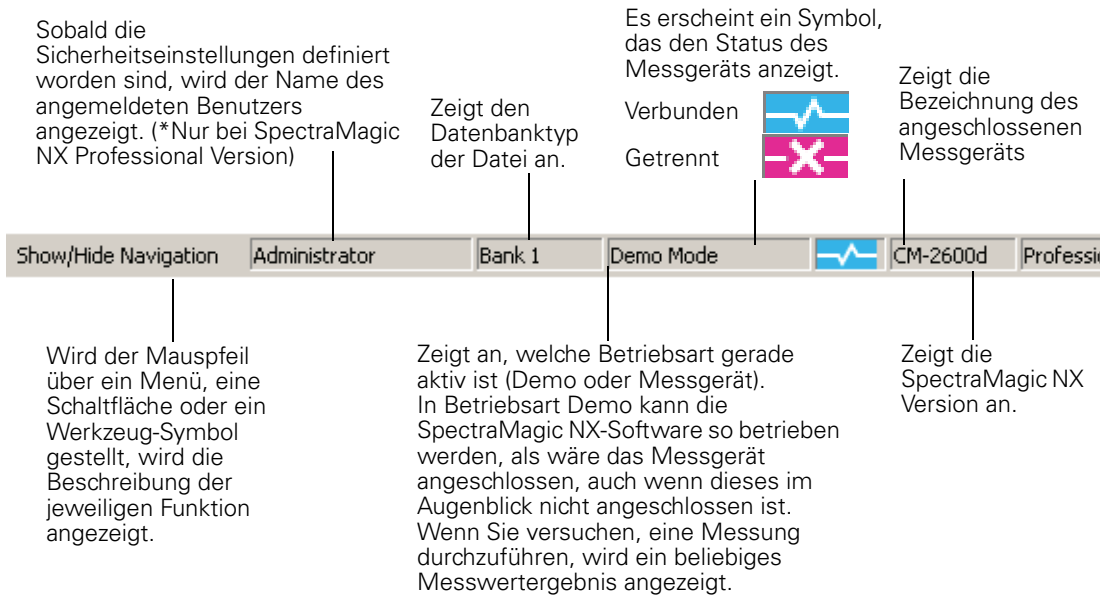 Sobald die
Sicherheitseinstellungen definiert
worden sind, wird der Name des
angemeldeten Benutzers
angezeigt. (*Nur bei SpectraMagic
NX Professional Version)
Zeigt den
Datenbanktyp
der Datei an.
Es erscheint ein Symbol,
das den Status des
Messgeräts anzeigt.
Verbunden
Getrennt
Zeigt die
Bezeichnung des
angeschlossenen
Messgeräts
Show/Hide Navigation Administrator Bank 1 Demo Mode CM-2600d Professi
Wird der Mauspfeil
über ein Menü, eine
Schaltfläche oder ein
Werkzeug-Symbol
gestellt, wird die
Beschreibung der
jeweiligen Funktion
angezeigt.
Zeigt an, welche Betriebsart gerade
aktiv ist (Demo oder Messgerät).
In Betriebsart Demo kann die
SpectraMagic NX-Software so betrieben
werden, als wäre das Messgerät
angeschlossen, auch wenn dieses im
Augenblick nicht angeschlossen ist.
Wenn Sie versuchen, eine Messung
durchzuführen, wird ein beliebiges
Messwertergebnis angezeigt.
Zeigt die
SpectraMagic NX
Version an.